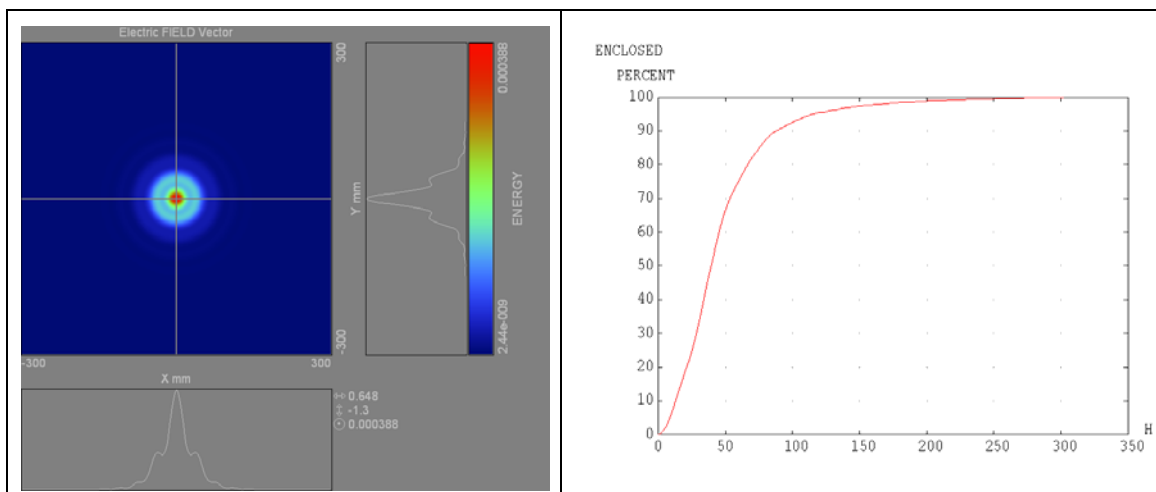 Electric FIELD Vector
300
Y mm
-300
0.000388
ENERGY
2.44e-009
-300
300
X mm
0.648
-1.3
0.000388
ENCLOSED
PERCENT
100
90
80
70
60
50
40
30
20
10
0
0 50 100 150 200 250 300 350
H